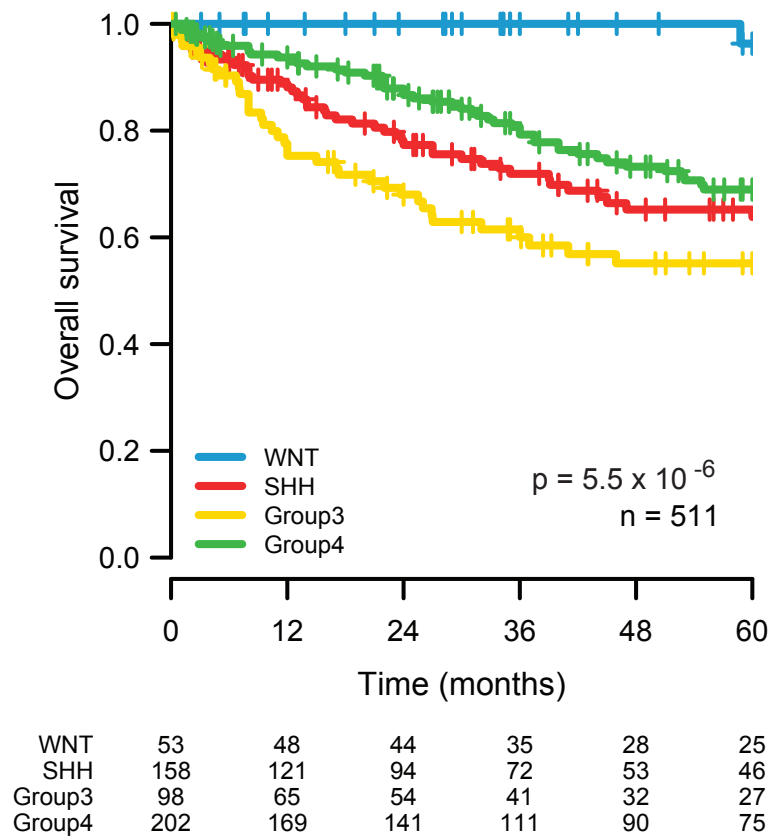 1.0
0.8
0.6
0.4
0.2
0.0
Overall survival
WNT
SHH
Group3
Group4
p = 5.5 x 10 -6
n = 511
0 12 24 36 48 60
Time (months)
WNT 53 48 44 35 28 25
SHH 158 121 94 72 53 46
Group3 98 65 54 41 32 27
Group4 202 169 141 111 90 75